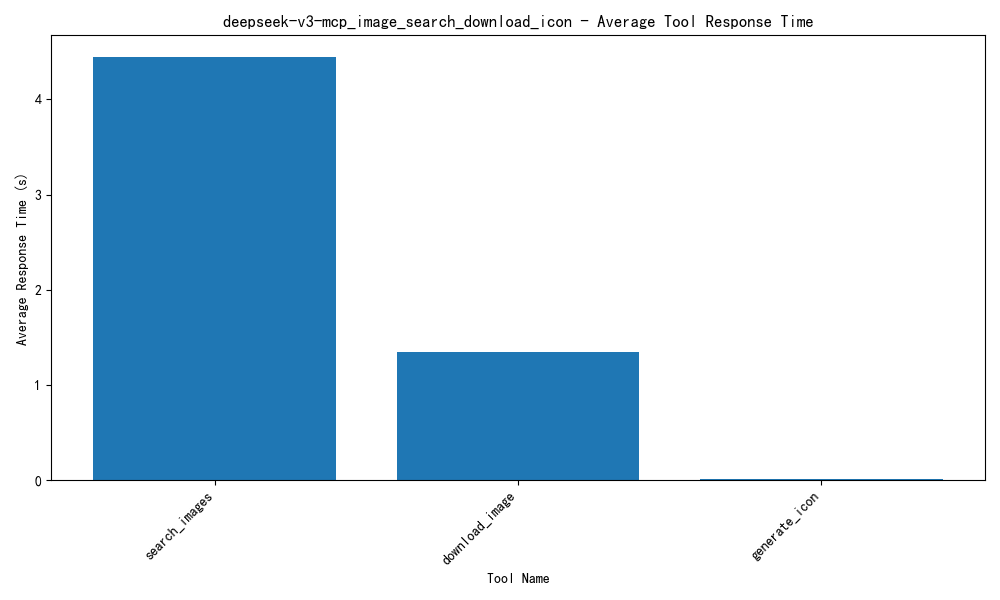 deepseek-v3-mcp_image_search_download_icon - Average Tool Response Time
Average Response Time (s)
4
3
2
1
0
search_images
download_image
generate_icon
Tool Name